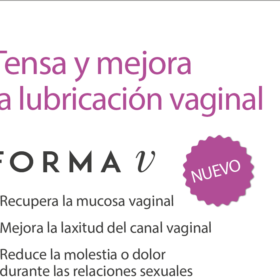 Tensa y mejora
la lubricación vaginal
FORMA V
NUEVO
Recupera la mucosa vaginal
Mejora la laxitud del canal vaginal
Reduce la molestia o dolor
durante las relaciones sexuales